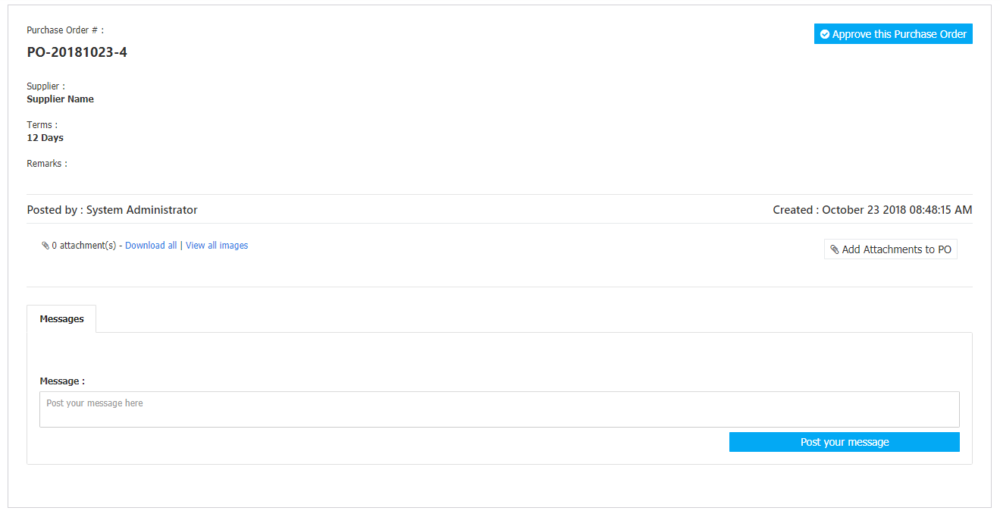 Purchase Order # :
Approve this Purchase Order
PO-20181023-4
Supplier :
Supplier Name
Terms :
12 Days
Remarks :
Posted by : System Administrator
Created : October 23 2018 08:48:15 AM
0 attachment(s) - Download all | View all images
Add Attachments to PO
Messages
Message :
Post your message here
Post your message